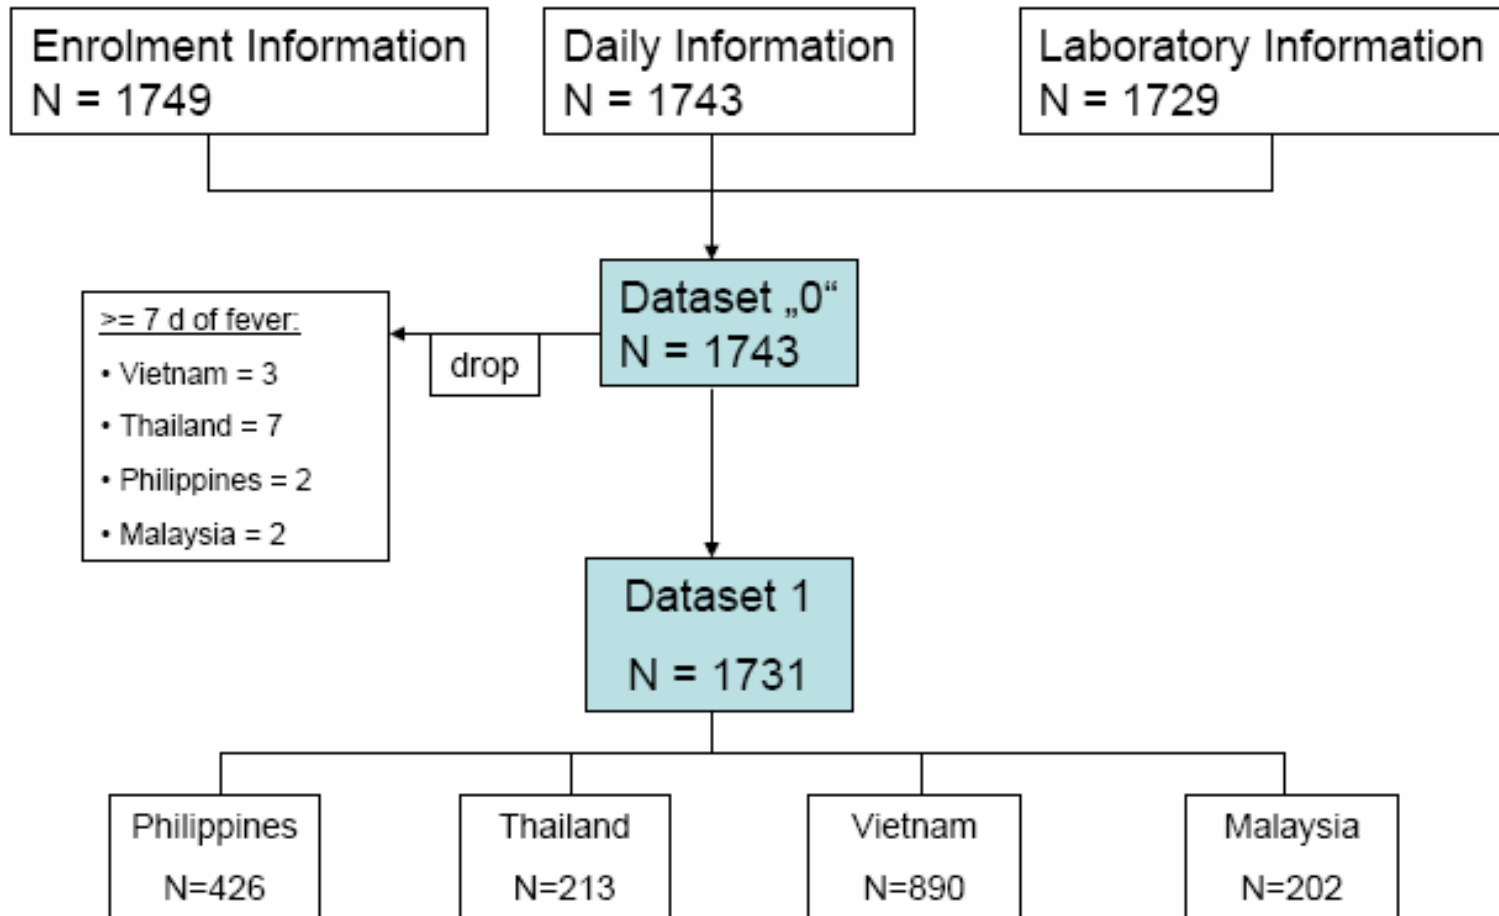 Enrolment Information
N = 1749
Daily Information
N = 1743
Laboratory Information
N = 1729
Dataset „0“
N = 1743
drop
>= 7 d of fever:
• Vietnam = 3
• Thailand = 7
• Philippines = 2
• Malaysia = 2
Dataset 1
N = 1731
Philippines
N=426
Thailand
N=213
Vietnam
N=890
Malaysia
N=202